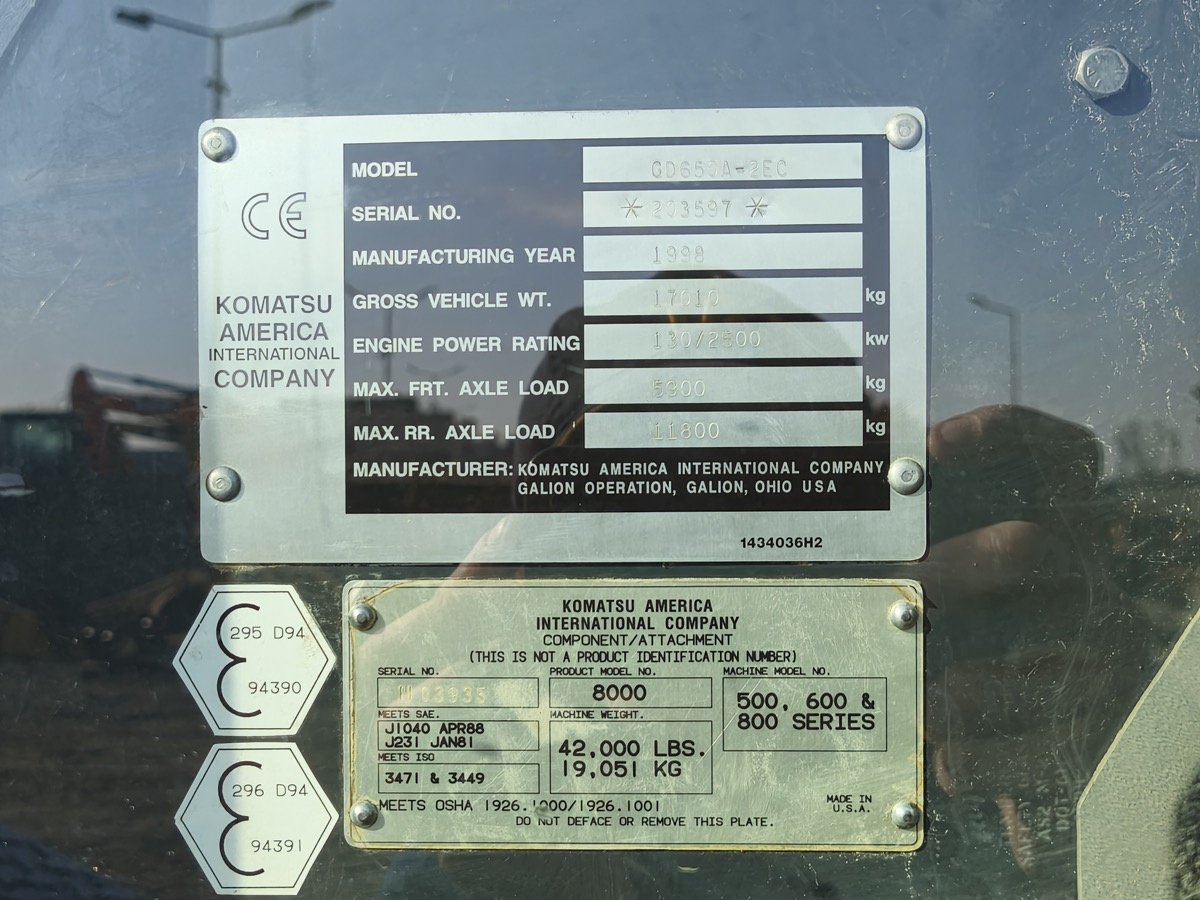 CE
KOMATSU
AMERICA
INTERNATIONAL
COMPANY
MODEL GD650A-2EC
SERIAL NO. * 203597 *
MANUFACTURING YEAR 1998
GROSS VEHICLE WT. 17010 kg
ENGINE POWER RATING 130/2500 kw
MAX. FRT. AXLE LOAD 5900 kg
MAX. RR. AXLE LOAD 11800 kg
MANUFACTURER: KOMATSU AMERICA INTERNATIONAL COMPANY
GALION OPERATION, GALION, OHIO USA
1434036H2
295 D94
94390
296 D94
94391
KOMATSU AMERICA
INTERNATIONAL COMPANY
COMPONENT/ATTACHMENT
(THIS IS NOT A PRODUCT IDENTIFICATION NUMBER)
SERIAL NO. PRODUCT MODEL NO. MACHINE MODEL NO.
8000
500, 600 &
800 SERIES
MEETS SAE. MACHINE WEIGHT.
J1040 APR88
J231 JAN81
42,000 LBS.
19,051 KG
MEETS ISO
3471 & 3449
MEETS OSHA 1926.1000/1926.1001
MADE IN
U.S.A.
DO NOT DEFACE OR REMOVE THIS PLATE.